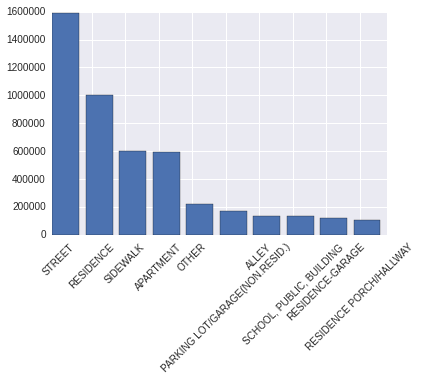 1600000
1400000
1200000
1000000
800000
600000
400000
200000
0
STREET
RESIDENCE
SIDEWALK
APARTMENT
OTHER
PARKING LOT/GARAGE(NON.RESID.)
ALLEY
SCHOOL, PUBLIC, BUILDING
RESIDENCE-GARAGE
RESIDENCE PORCH/HALLWAY